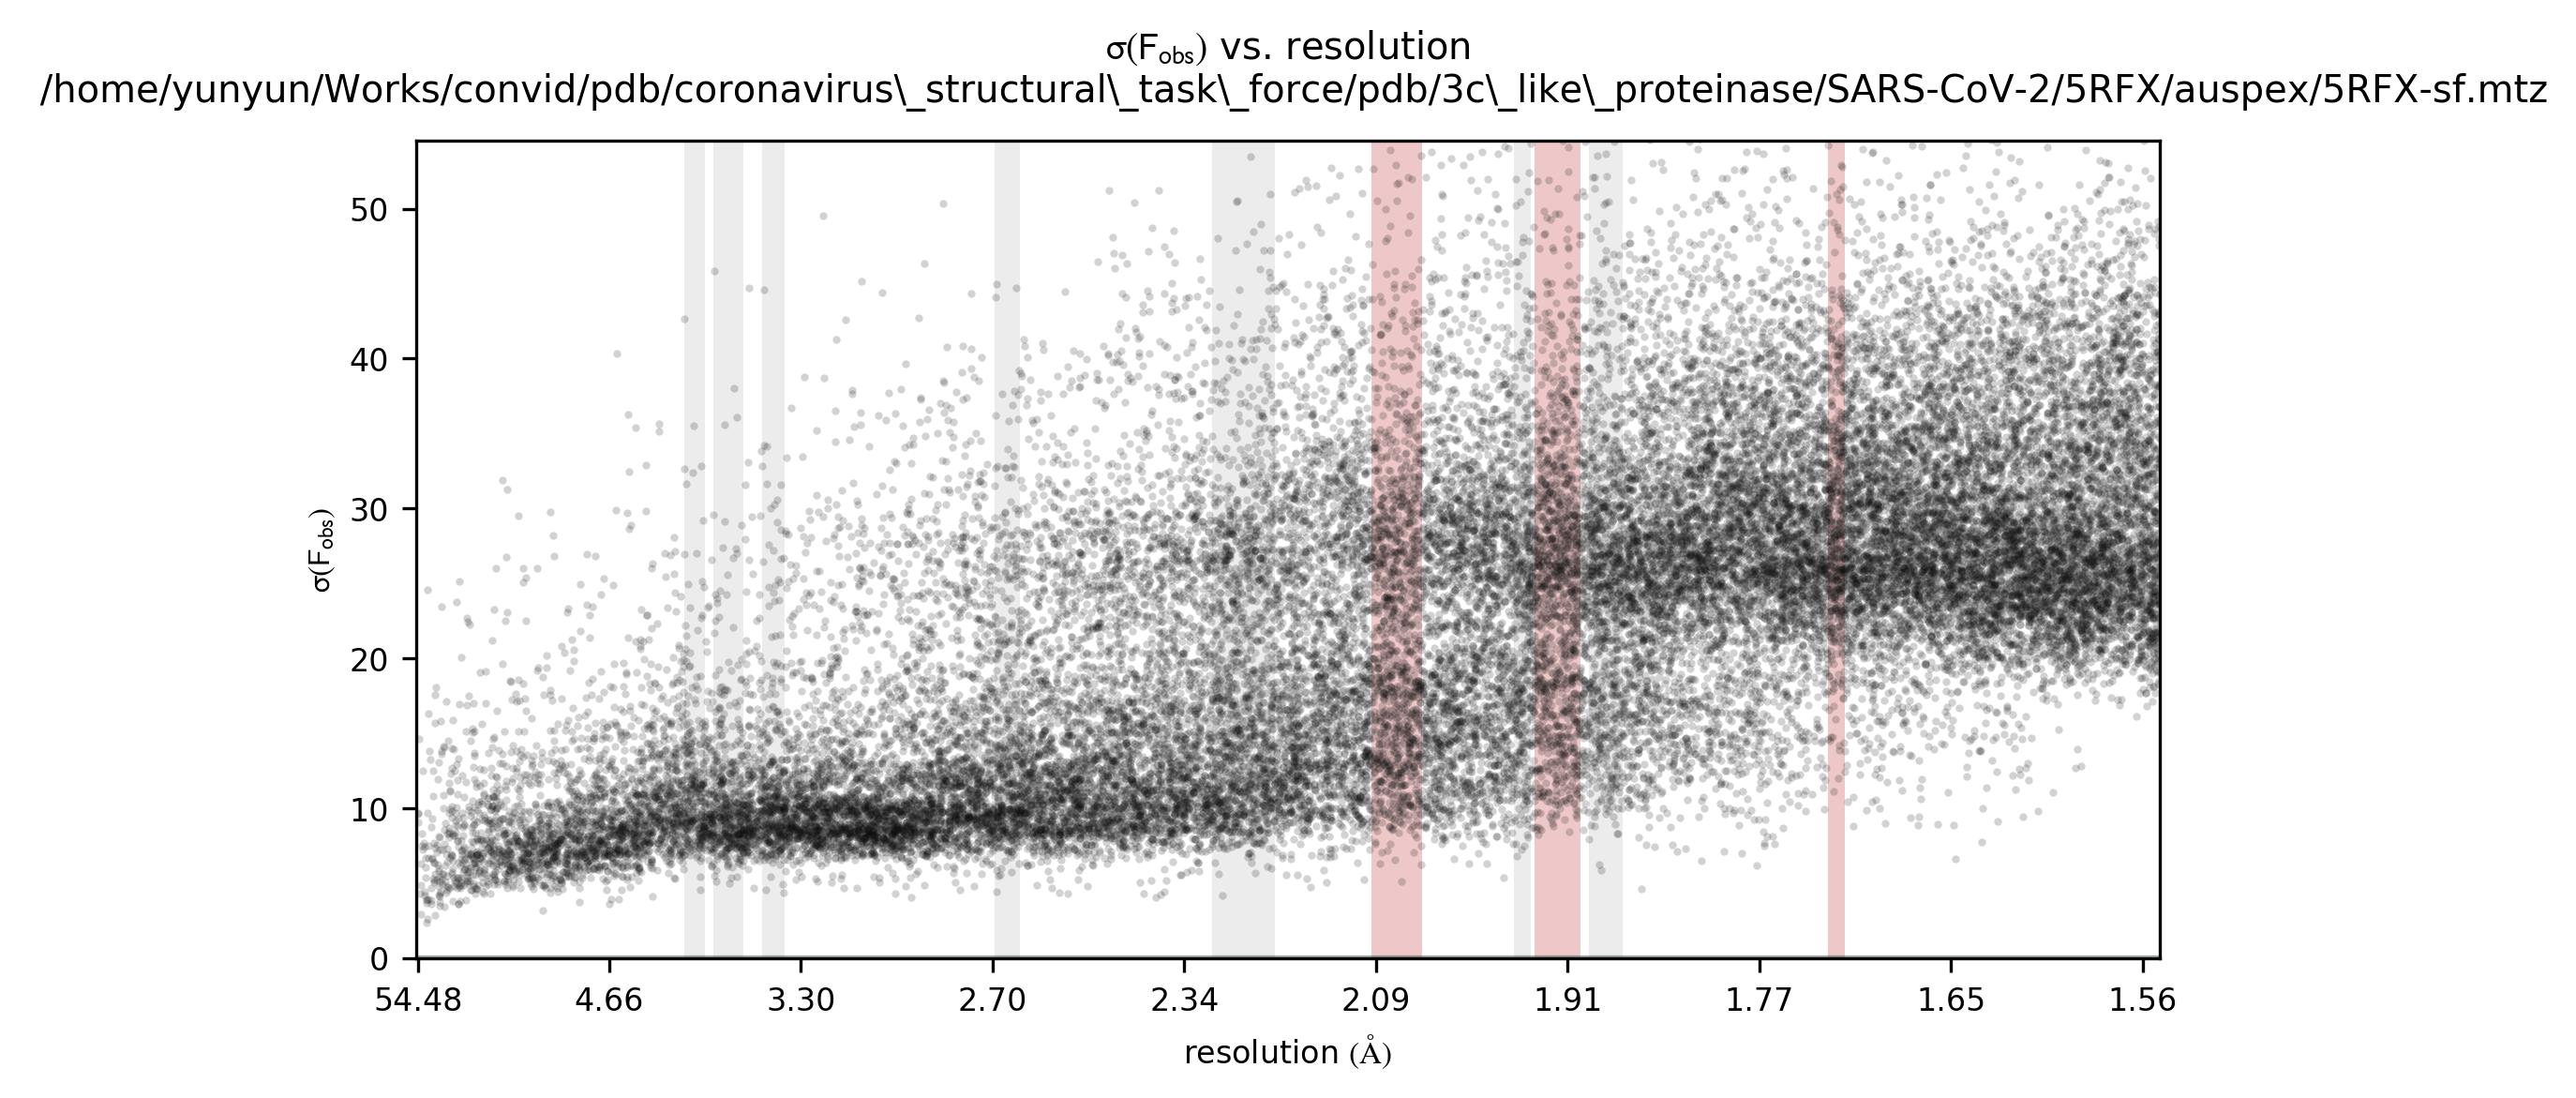 σ(Fobs) vs. resolution
/home/yunyun/Works/convid/pdb/coronavirus\_structural\_task\_force/pdb/3c\_like\_proteinase/SARS-CoV-2/5RFX/auspex/5RFX-sf.mtz
50
40
30
20
10
0
σ(Fobs)
54.48 4.66 3.30 2.70 2.34 2.09 1.91 1.77 1.65 1.56
resolution (Å)